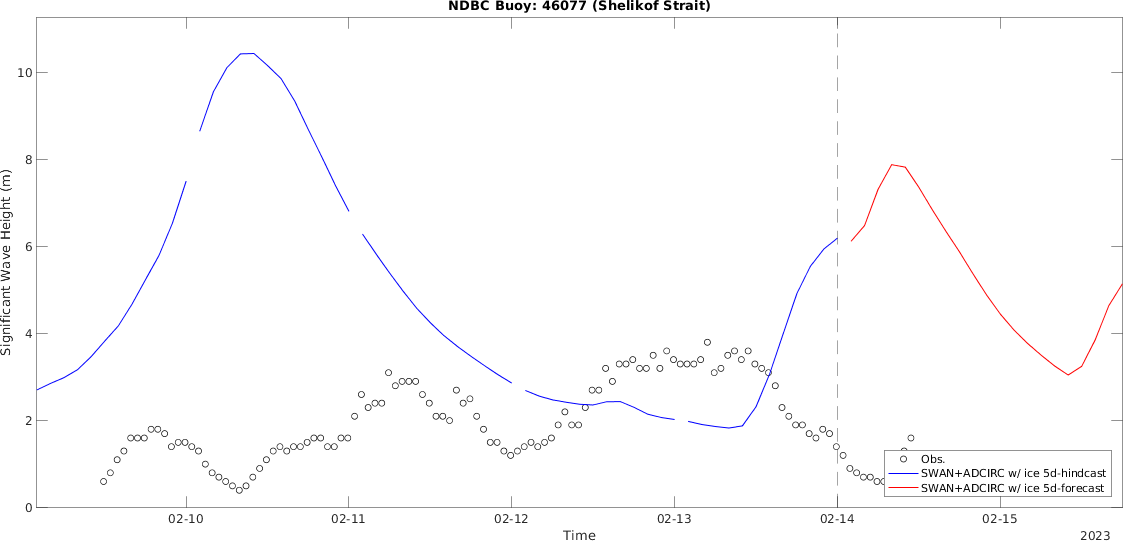 NDBC Buoy: 46077 (Shelikof Strait)
Significant Wave Height (m)
10
8
6
4
2
0
Obs.
SWAN+ADCIRC w/ ice 5d-hindcast
SWAN+ADCIRC w/ ice 5d-forecast
02-10 02-11 02-12 02-13 02-14 02-15
Time
2023